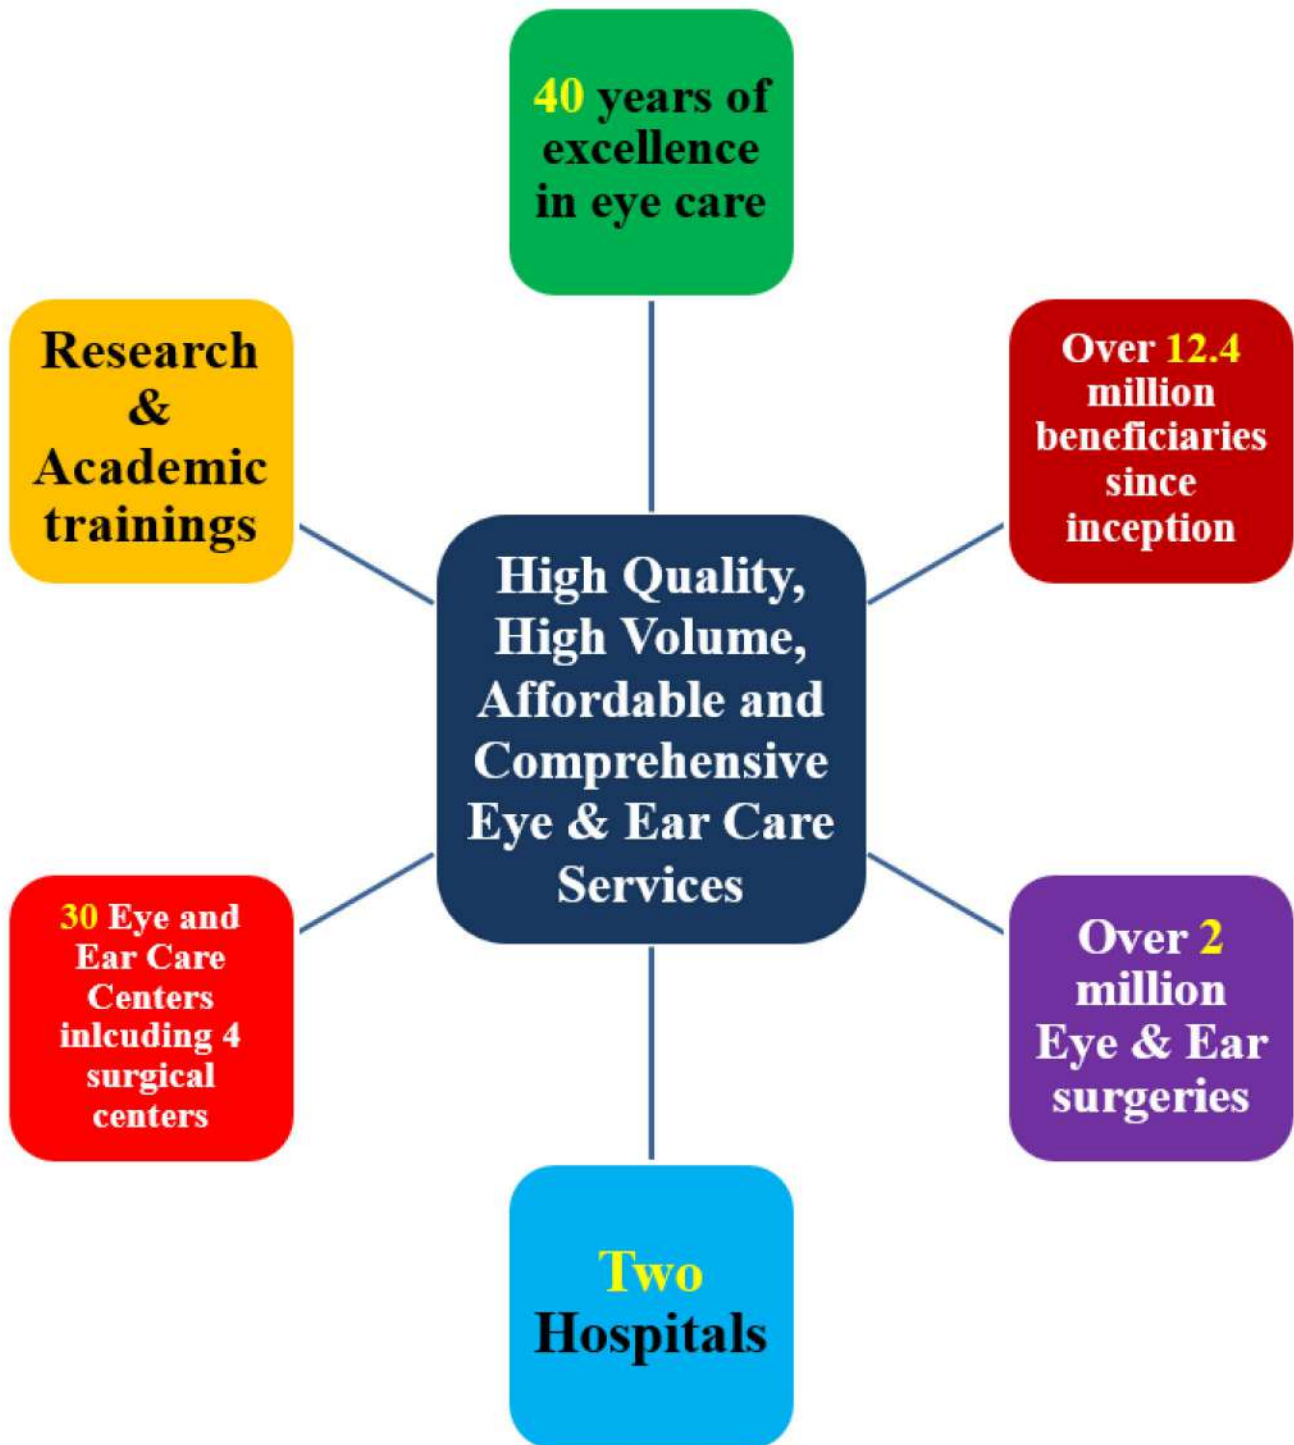 40 years of
excellence
in eye care
Research
&
Academic
trainings
Over 12.4
million
beneficiaries
since
inception
High Quality,
High Volume,
Affordable and
Comprehensive
Eye & Ear Care
Services
30 Eye and
Ear Care
Centers
inlcuding 4
surgical
centers
Over 2
million
Eye & Ear
surgeries
Two
Hospitals